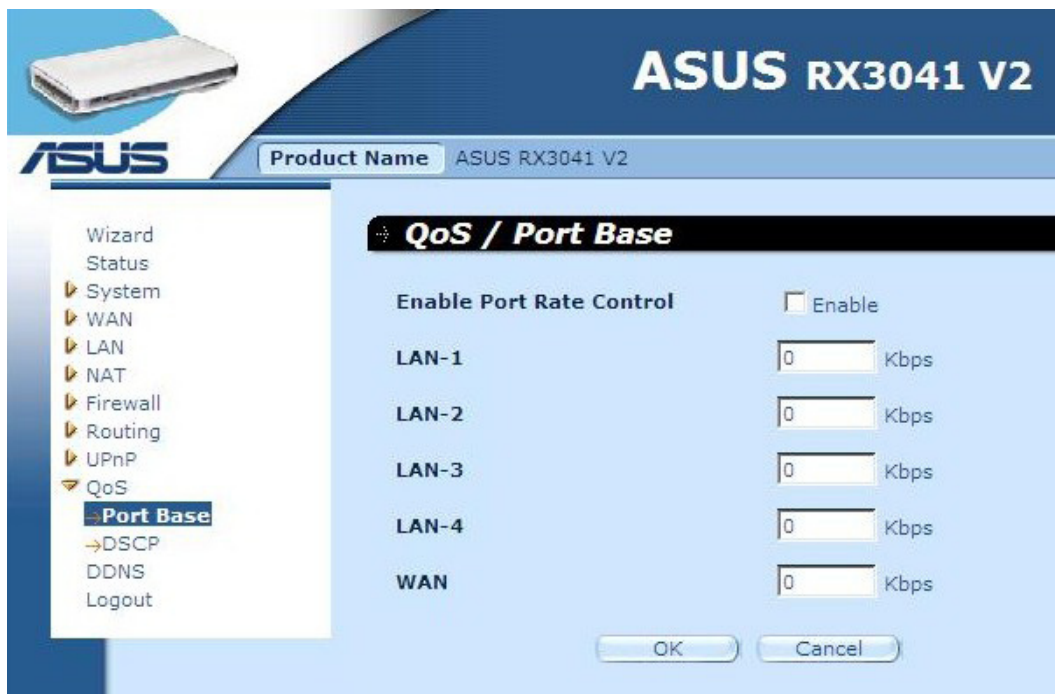 ASUS RX3041 V2
ASUS
Product Name ASUS RX3041 V2
Wizard
Status
System
WAN
LAN
NAT
Firewall
Routing
UPnP
QoS
→Port Base
→DSCP
DDNS
Logout
QoS / Port Base
Enable Port Rate Control Enable
LAN-1 0 Kbps
LAN-2 0 Kbps
LAN-3 0 Kbps
LAN-4 0 Kbps
WAN 0 Kbps
OK Cancel